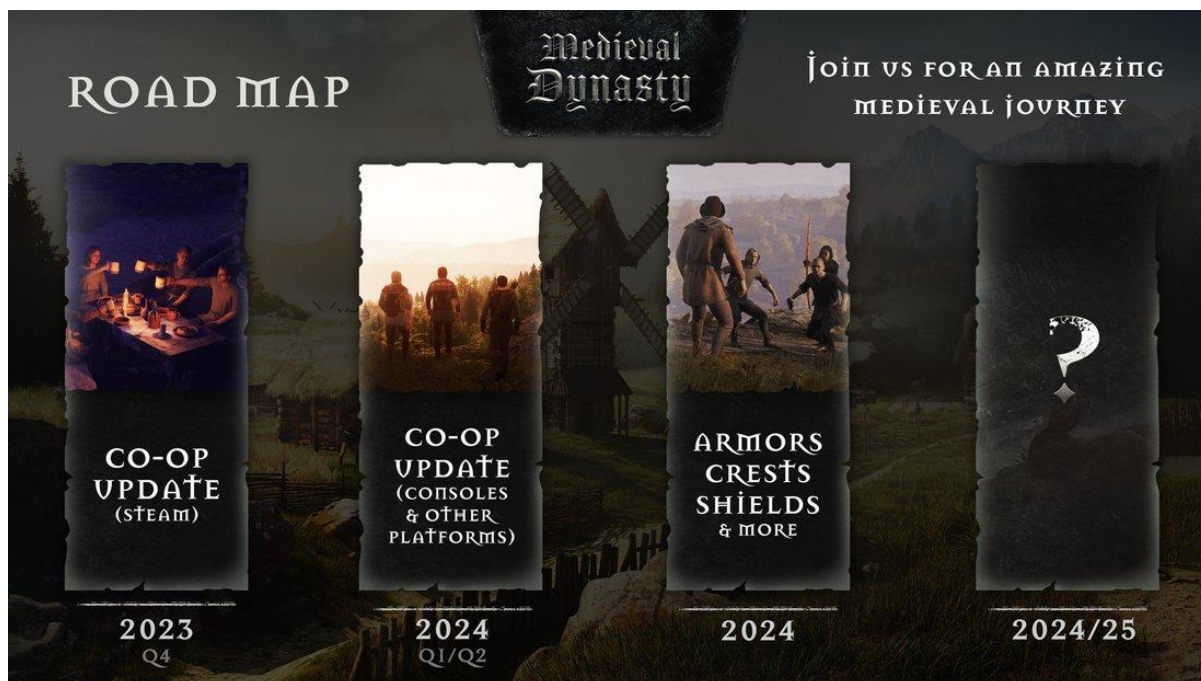 ROAD MAP
Medieval
Dynasty
JOIN US FOR AN AMAZING
MEDIEVAL JOURNEY
CO-OP
UPDATE
(STEAM)
2023
Q4
CO-OP
UPDATE
(CONSOLES
& OTHER
PLATFORMS)
2024
Q1/Q2
ARMORS
CRESTS
SHIELDS
& MORE
2024
?
2024/25